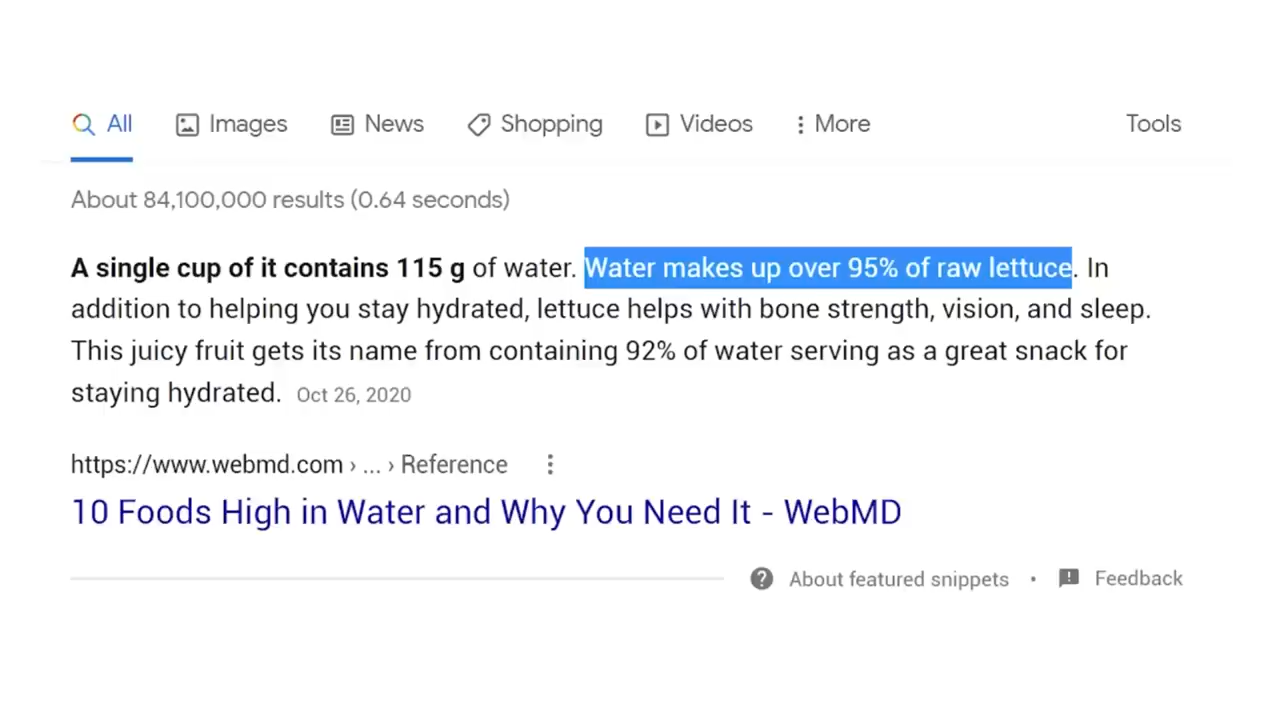 All Images News Shopping Videos More Tools
About 84,100,000 results (0.64 seconds)
A single cup of it contains 115 g of water. Water makes up over 95% of raw lettuce. In
addition to helping you stay hydrated, lettuce helps with bone strength, vision, and sleep.
This juicy fruit gets its name from containing 92% of water serving as a great snack for
staying hydrated. Oct 26, 2020
https://www.webmd.com › ... › Reference
10 Foods High in Water and Why You Need It - WebMD
About featured snippets • Feedback